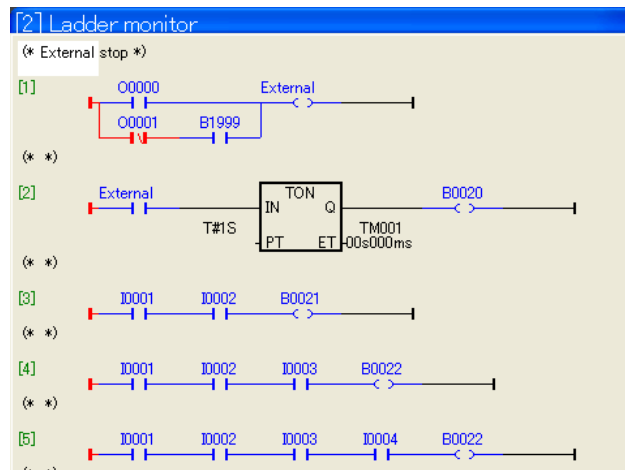 [2] Ladder monitor
(* External stop *)
[1] O0000 External
O0001 B1999
(* *)
[2] External TON B0020
IN Q
T#1S TM001
PT ET 00s000ms
(* *)
[3] I0001 I0002 B0021
(* *)
[4] I0001 I0002 I0003 B0022
(* *)
[5] I0001 I0002 I0003 I0004 B0022